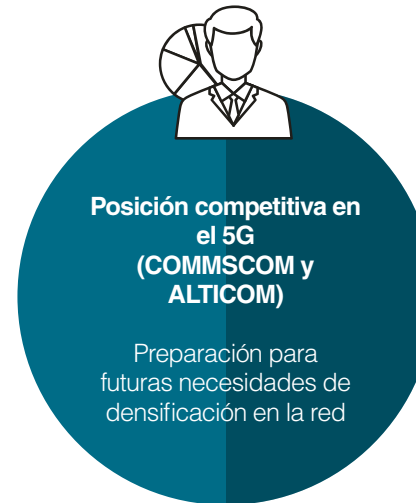 Posición competitiva en
el 5G
(COMMSCOM y
ALTICOM)
Preparación para
futuras necesidades de
densificación en la red